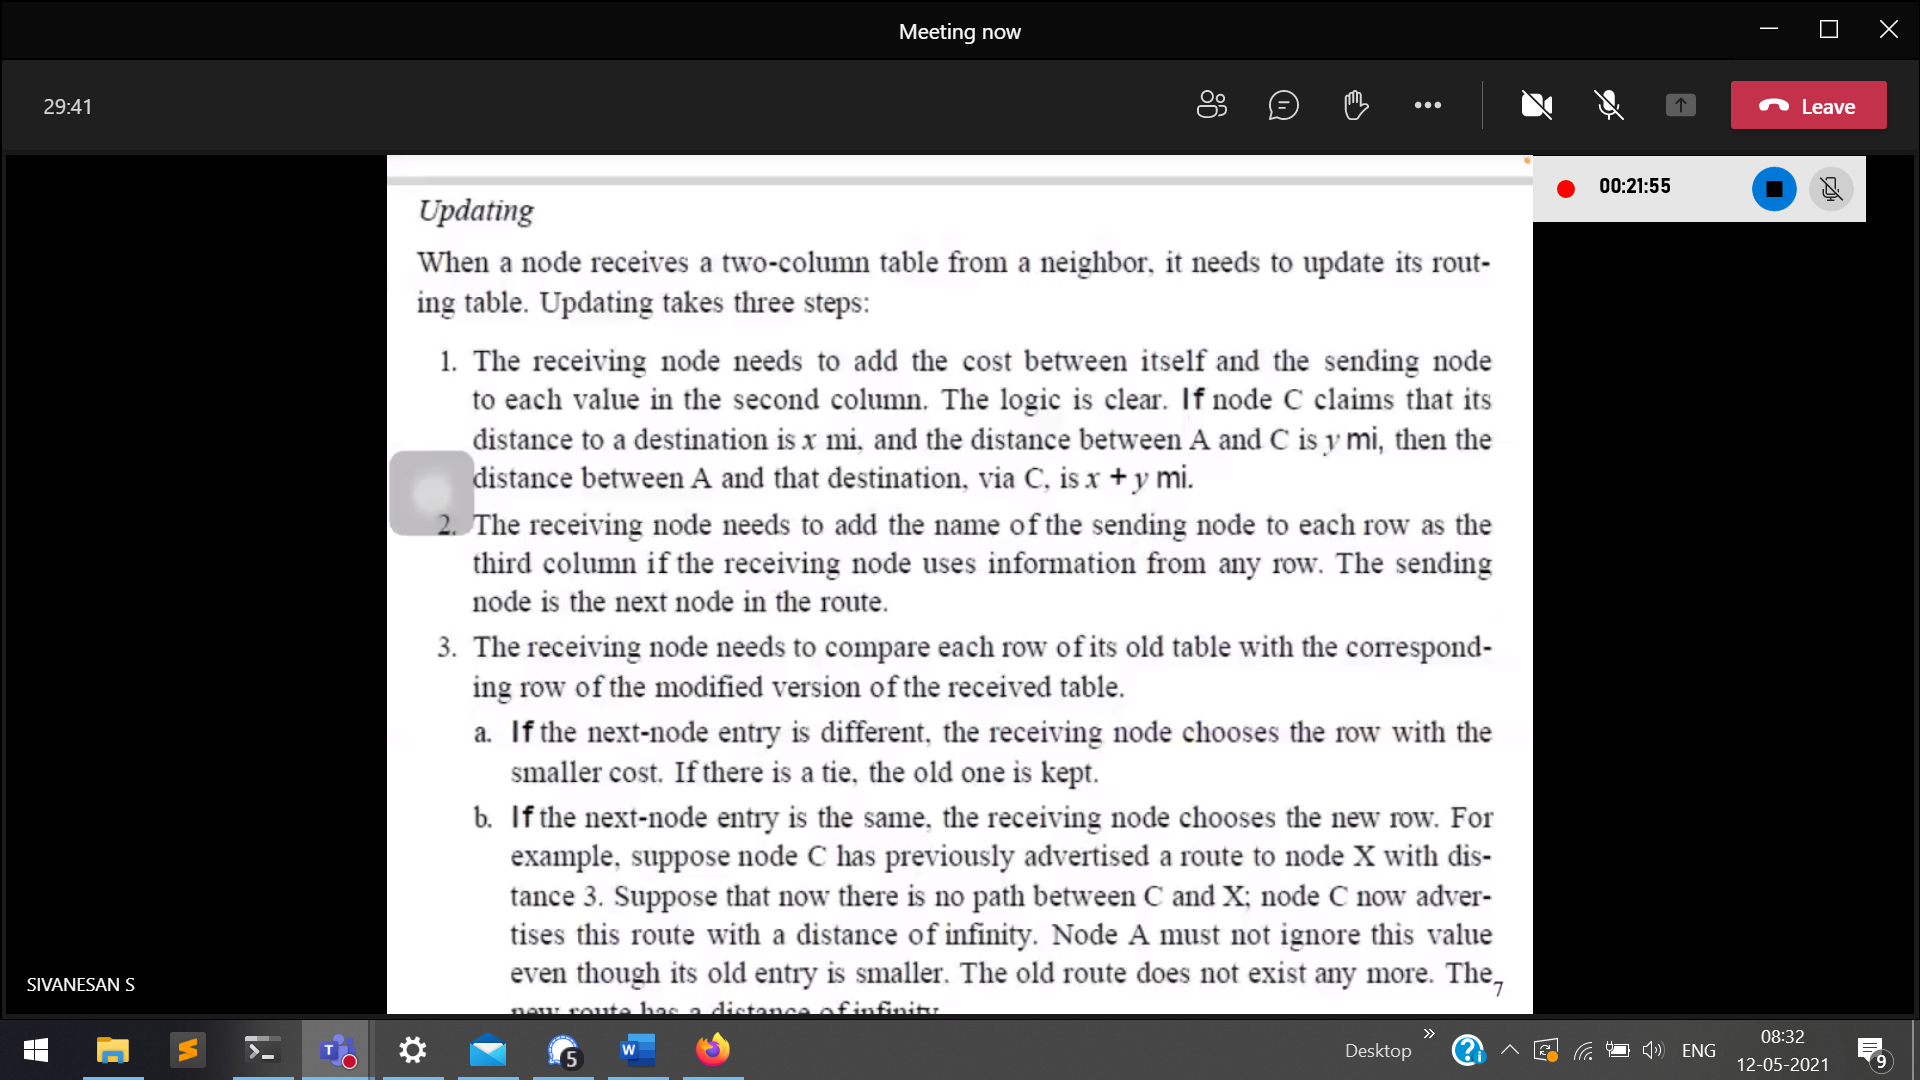 Meeting now
29:41
Leave
00:21:55
Updating
When a node receives a two-column table from a neighbor, it needs to update its rout-
ing table. Updating takes three steps:
1. The receiving node needs to add the cost between itself and the sending node
to each value in the second column. The logic is clear. If node C claims that its
distance to a destination is x mi, and the distance between A and C is y mi, then the
distance between A and that destination, via C, is x + y mi.
2. The receiving node needs to add the name of the sending node to each row as the
third column if the receiving node uses information from any row. The sending
node is the next node in the route.
3. The receiving node needs to compare each row of its old table with the correspond-
ing row of the modified version of the received table.
a. If the next-node entry is different, the receiving node chooses the row with the
smaller cost. If there is a tie, the old one is kept.
b. If the next-node entry is the same, the receiving node chooses the new row. For
example, suppose node C has previously advertised a route to node X with dis-
tance 3. Suppose that now there is no path between C and X; node C now adver-
tises this route with a distance of infinity. Node A must not ignore this value
even though its old entry is smaller. The old route does not exist any more. The
new route has a distance of infinity.
7
SIVANESAN S
5
Desktop
ENG
08:32
12-05-2021
9